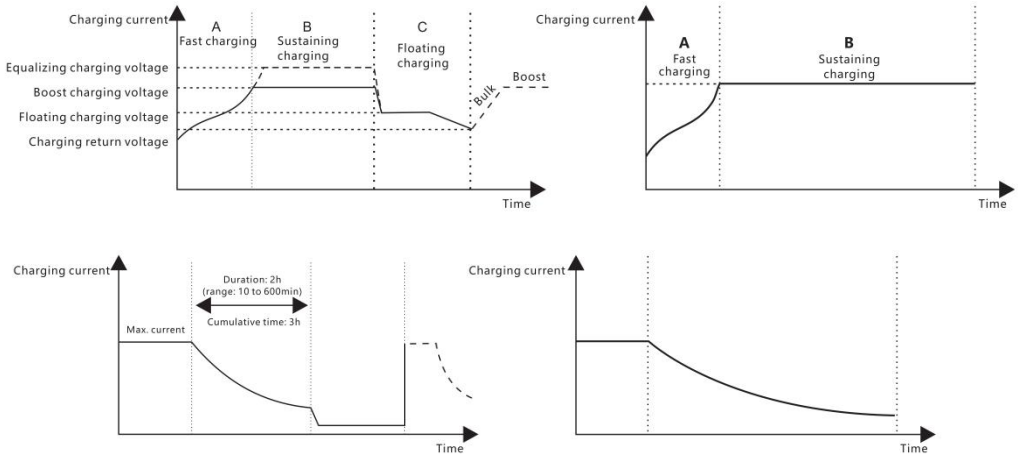 Charging current
A
Fast charging
B
Sustaining
charging
C
Floating
charging
Equalizing charging voltage
Boost charging voltage
Floating charging voltage
Charging return voltage
Bulk
Boost
Time
Charging current
A
Fast
charging
B
Sustaining
charging
Time
Charging current
Duration: 2h
(range: 10 to 600min)
Cumulative time: 3h
Max. current
Time
Charging current
Time